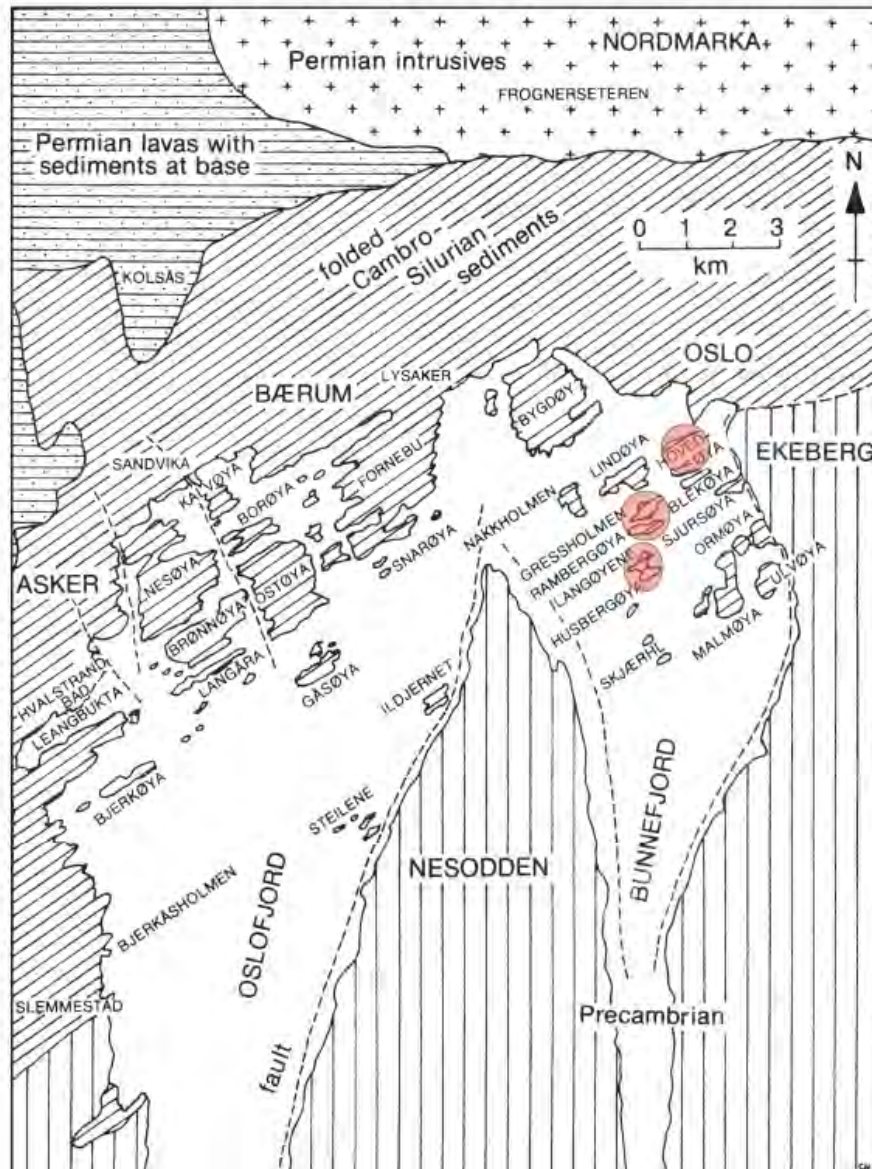 NORDMARKA
Permian intrusives
FROGNERSETEREN
Permian lavas with
sediments at base
N
0 1 2 3
km
folded
Cambro-
Silurian
sediments
KOLSÅS
OSLO
LYSAKER
BÆRUM
BYGDØY
SANDVIKA
KALVØYA
BORØYA
FORNEBU
LINDØYA
HOVED-
ØYA
EKEBERG
NAKKHOLMEN
BLEKØYA
GRESSHOLMEN
RAMBERGØYA
SJURSØYA
ILANGØYENE
ORMØYA
ULVØYA
SNARØYA
ASKER
NESØYA
ØSTØYA
BRØNNØYA
HUSBERGØYA
MALMØYA
LANGÅRA
GÅSØYA
SKJÆRHL
HVALSTRAND
BAD
LEANGBUKTA
ILDJERNET
BJERKØYA
STEILENE
BUNNEFJORD
NESODDEN
OSLOFJORD
BJERKÅSHOLMEN
SLEMMESTAD
Precambrian
fault